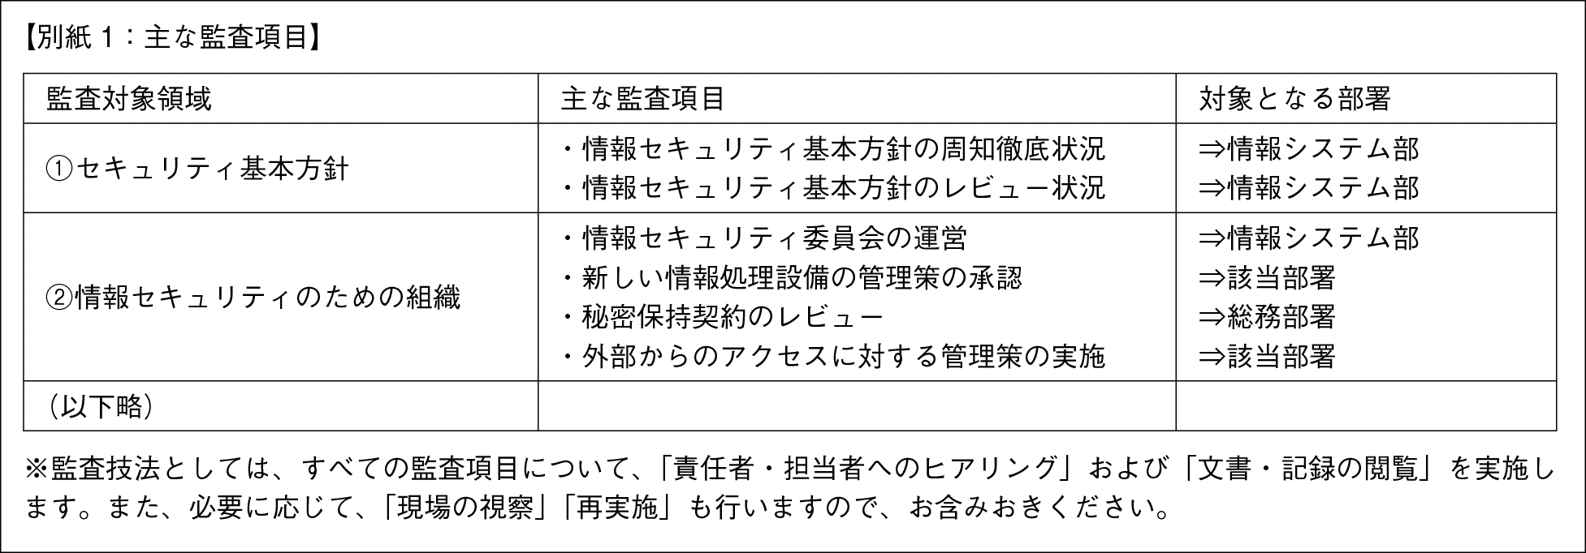 【別紙1：主な監査項目】
監査対象領域 主な監査項目 対象となる部署
①セキュリティ基本方針
・情報セキュリティ基本方針の周知徹底状況 ⇒情報システム部
・情報セキュリティ基本方針のレビュー状況 ⇒情報システム部
②情報セキュリティのための組織
・情報セキュリティ委員会の運営 ⇒情報システム部
・新しい情報処理設備の管理策の承認 ⇒該当部署
・秘密保持契約のレビュー ⇒総務部署
・外部からのアクセスに対する管理策の実施 ⇒該当部署
（以下略）
※監査技法としては、すべての監査項目について、「責任者・担当者へのヒアリング」および「文書・記録の閲覧」を実施し
ます。また、必要に応じて、「現場の視察」「再実施」も行いますので、お含みおきください。